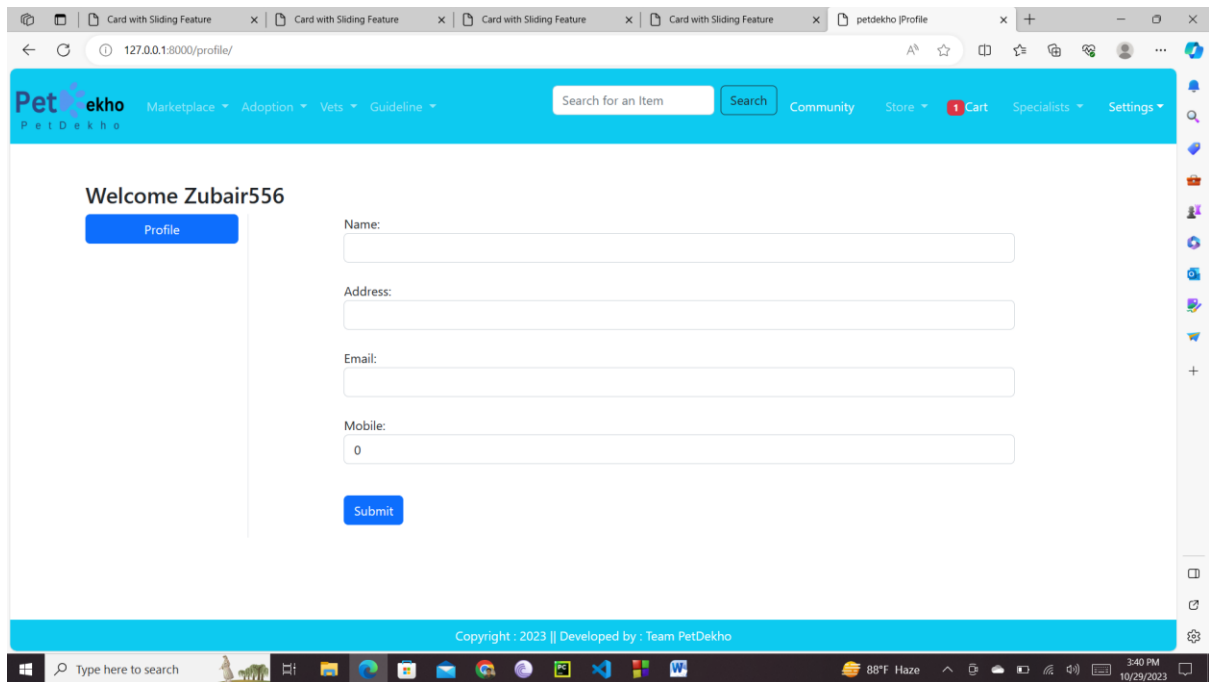 Card with Sliding Feature
Card with Sliding Feature
Card with Sliding Feature
Card with Sliding Feature
petdekho |Profile
127.0.0.1:8000/profile/
Pet ekho
PetDekho
Marketplace Adoption Vets Guideline
Search for an Item
Search
Community
Store
1 Cart
Specialists
Settings
Welcome Zubair556
Profile
Name:
Address:
Email:
Mobile:
0
Submit
Copyright : 2023 || Developed by : Team PetDekho
Type here to search
88°F Haze
3:40 PM
10/29/2023